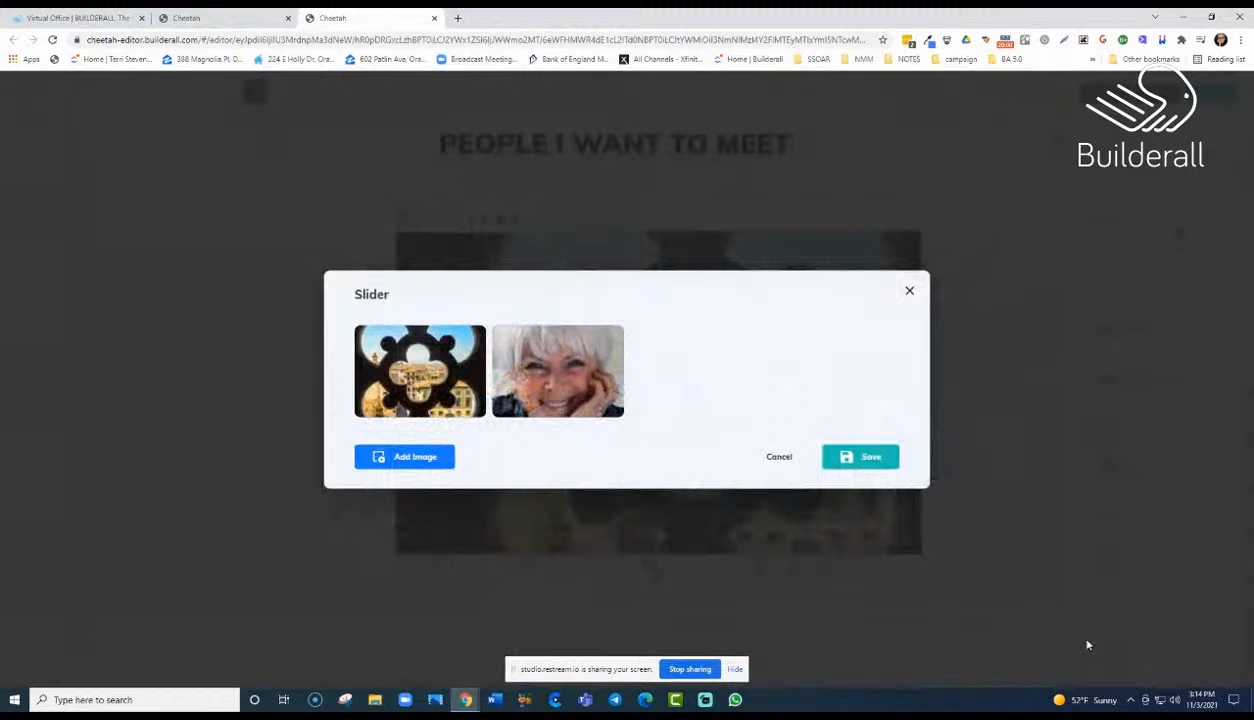 Virtual Office | BUILDERALL The
Cheetah
Cheetah
Apps
Home | Terri Steven...
388 Magnolia Pl, D...
224 E Holly Dr, Ora...
602 Patlin Ave, Ora...
Broadcast Meeting...
Bank of England M...
All Channels - Xfinit...
Home | Builderall
SSOAR
NMM
NOTES
campaign
BA 5.0
Other bookmarks
Reading list
Builderall
PEOPLE I WANT TO MEET
Slider
Add Image
Cancel
Save
studio.restream.io is sharing your screen.
Stop sharing
Hide
Type here to search
52°F Sunny
3:14 PM
11/3/2021